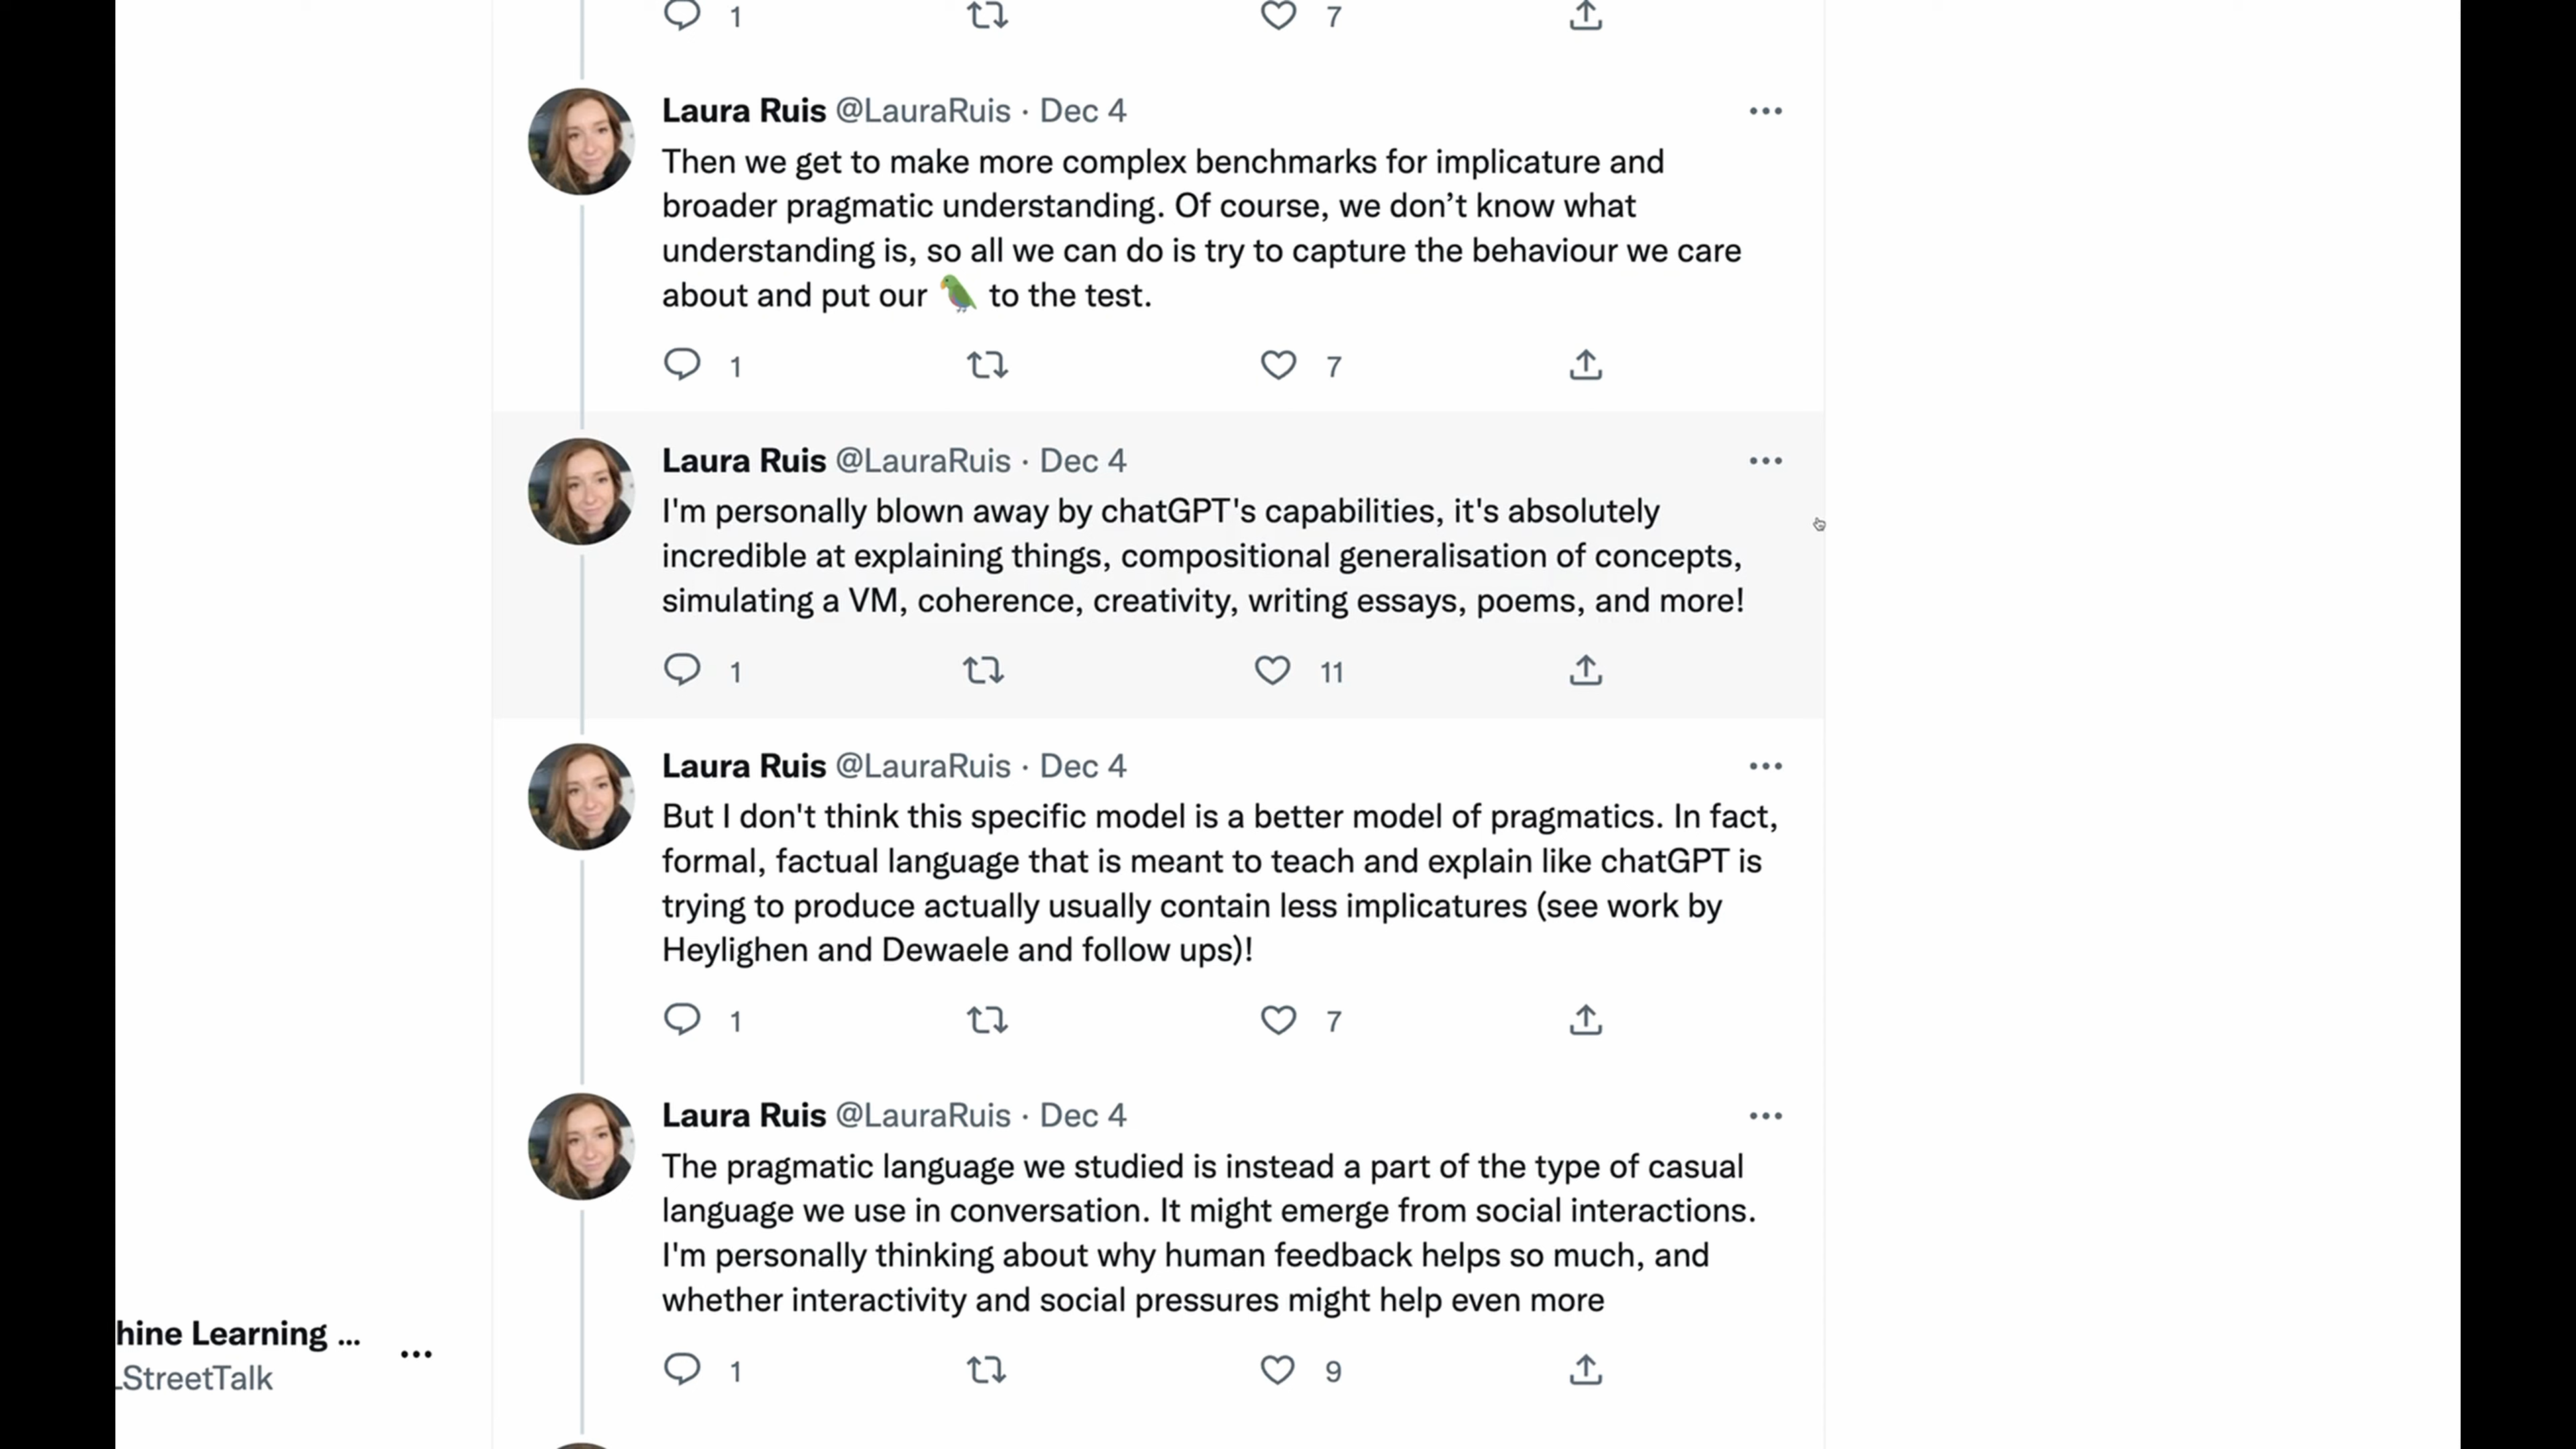 1 7
Laura Ruis @LauraRuis · Dec 4
Then we get to make more complex benchmarks for implicature and
broader pragmatic understanding. Of course, we don’t know what
understanding is, so all we can do is try to capture the behaviour we care
about and put our 🦜 to the test.
1 7
Laura Ruis @LauraRuis · Dec 4
I'm personally blown away by chatGPT's capabilities, it's absolutely
incredible at explaining things, compositional generalisation of concepts,
simulating a VM, coherence, creativity, writing essays, poems, and more!
1 11
Laura Ruis @LauraRuis · Dec 4
But I don't think this specific model is a better model of pragmatics. In fact,
formal, factual language that is meant to teach and explain like chatGPT is
trying to produce actually usually contain less implicatures (see work by
Heylighen and Dewaele and follow ups)!
1 7
Laura Ruis @LauraRuis · Dec 4
The pragmatic language we studied is instead a part of the type of casual
language we use in conversation. It might emerge from social interactions.
I'm personally thinking about why human feedback helps so much, and
whether interactivity and social pressures might help even more
1 9
hine Learning ...
StreetTalk